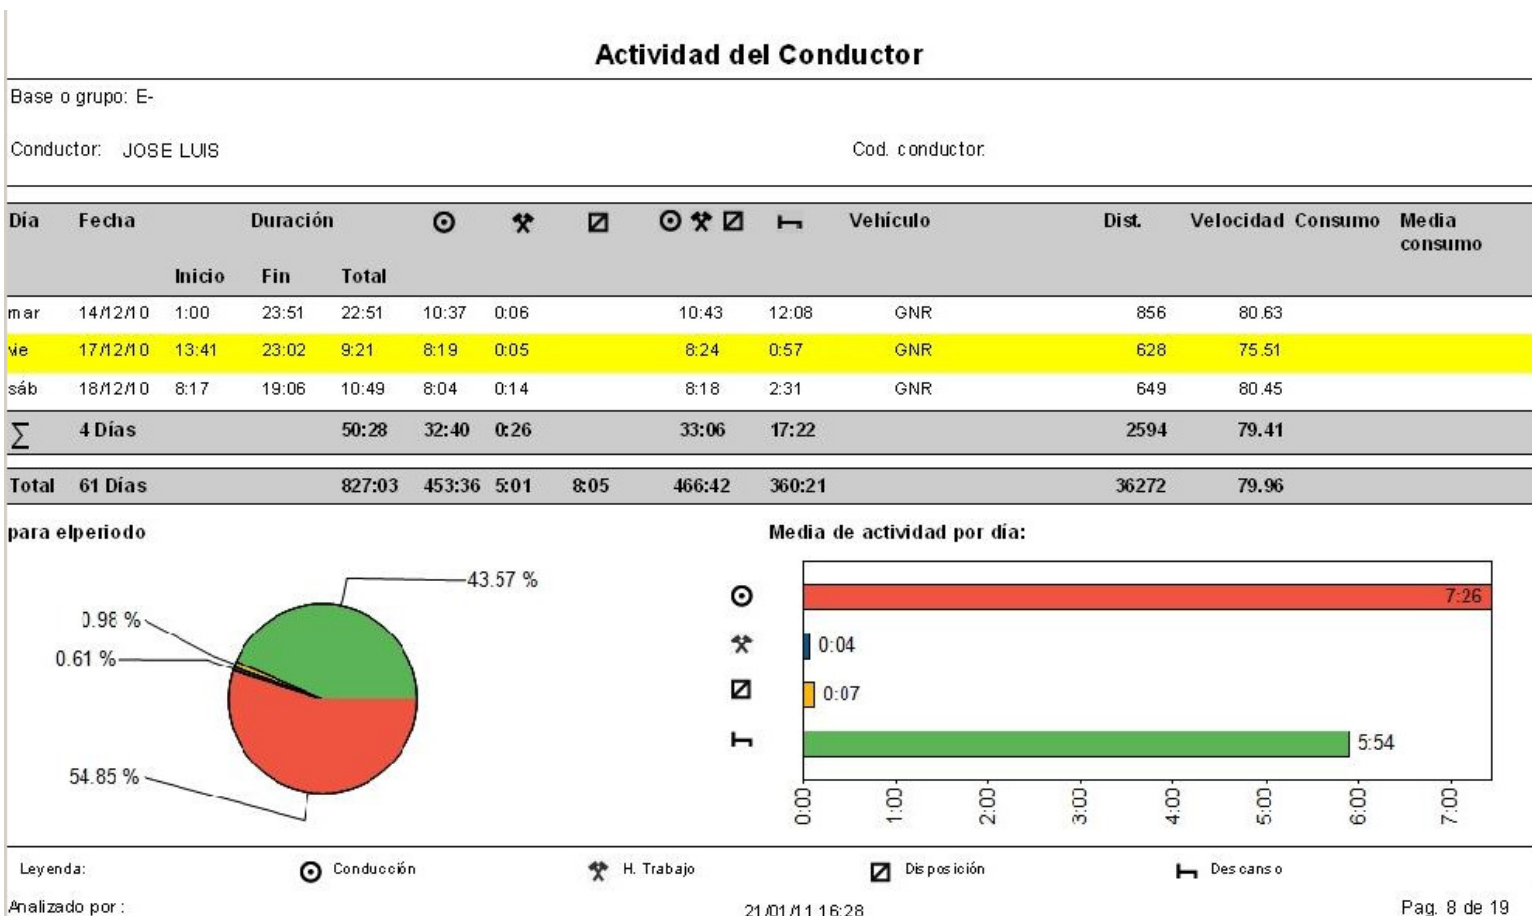 Actividad del Conductor
Base o grupo: E-
Conductor: JOSE LUIS Cod. conductor:
Día Fecha Duración Vehículo Dist. Velocidad Consumo Media consumo
Inicio Fin Total
mar 14/12/10 1:00 23:51 22:51 10:37 0:06 10:43 12:08 GNR 856 80.63
vie 17/12/10 13:41 23:02 9:21 8:19 0:05 8:24 0:57 GNR 628 75.51
sáb 18/12/10 8:17 19:06 10:49 8:04 0:14 8:18 2:31 GNR 649 80.45
∑ 4 Días 50:28 32:40 0:26 33:06 17:22 2594 79.41
Total 61 Días 827:03 453:36 5:01 8:05 466:42 360:21 36272 79.96
para elperiodo
43.57 %
0.98 %
0.61 %
54.85 %
Media de actividad por día:
7:26
0:04
0:07
5:54
0:00 1:00 2:00 3:00 4:00 5:00 6:00 7:00
Leyenda: Conducción H. Trabajo Disposición Descanso
Analizado por: 21/01/11 16:28 Pag. 8 de 19